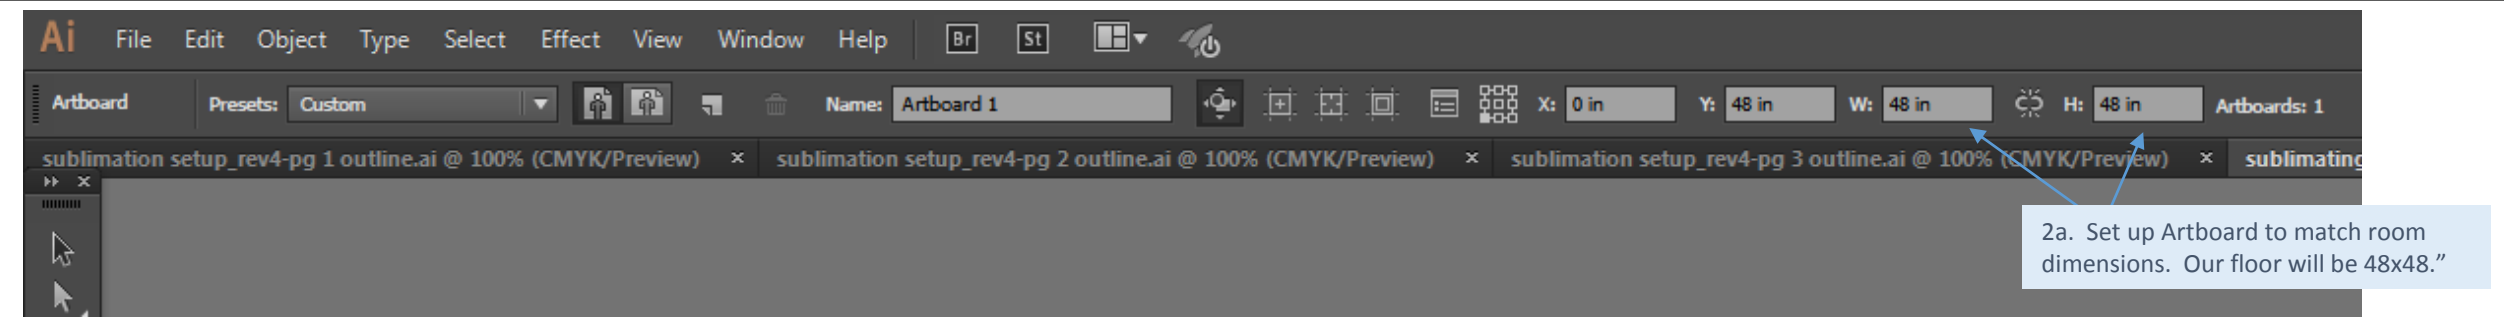 Ai File Edit Object Type Select Effect View Window Help Br St
Artboard Presets: Custom Name: Artboard 1 X: 0 in Y: 48 in W: 48 in H: 48 in Artboards: 1
sublimation setup_rev4-pg 1 outline.ai @ 100% (CMYK/Preview) × sublimation setup_rev4-pg 2 outline.ai @ 100% (CMYK/Preview) × sublimation setup_rev4-pg 3 outline.ai @ 100% (CMYK/Preview) × sublimating
2a. Set up Artboard to match room
dimensions. Our floor will be 48x48.”